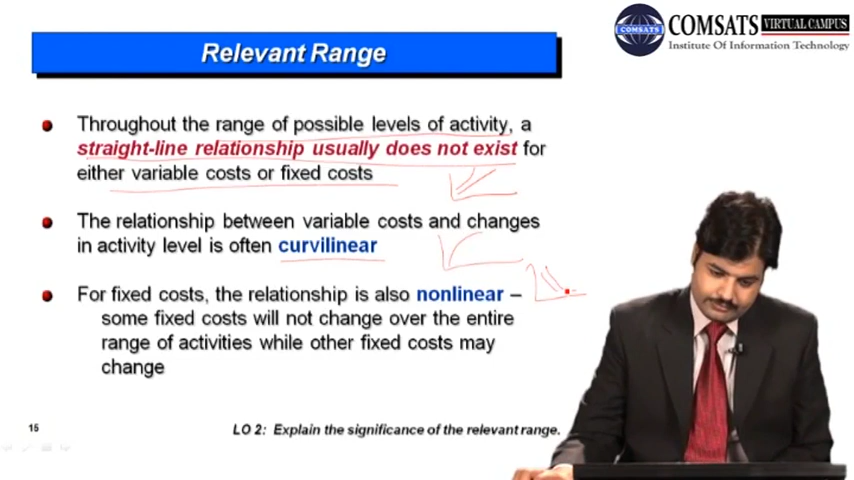 COMSATS VIRTUAL CAMPUS
COMSATS
Institute Of Information Technology
Relevant Range
Throughout the range of possible levels of activity, a
straight-line relationship usually does not exist for
either variable costs or fixed costs
The relationship between variable costs and changes
in activity level is often curvilinear
For fixed costs, the relationship is also nonlinear –
some fixed costs will not change over the entire
range of activities while other fixed costs may
change
15
LO 2: Explain the significance of the relevant range.